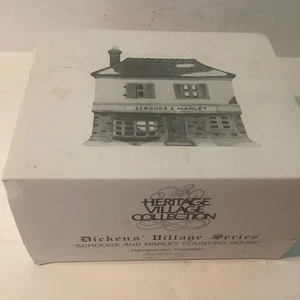 SCROOGE & MARLEY
The
HERITAGE
VILLAGE
COLLECTION
Dickens' Village Series
"SCROOGE AND MARLEY COUNTING HOUSE"
Handpainted Porcelain